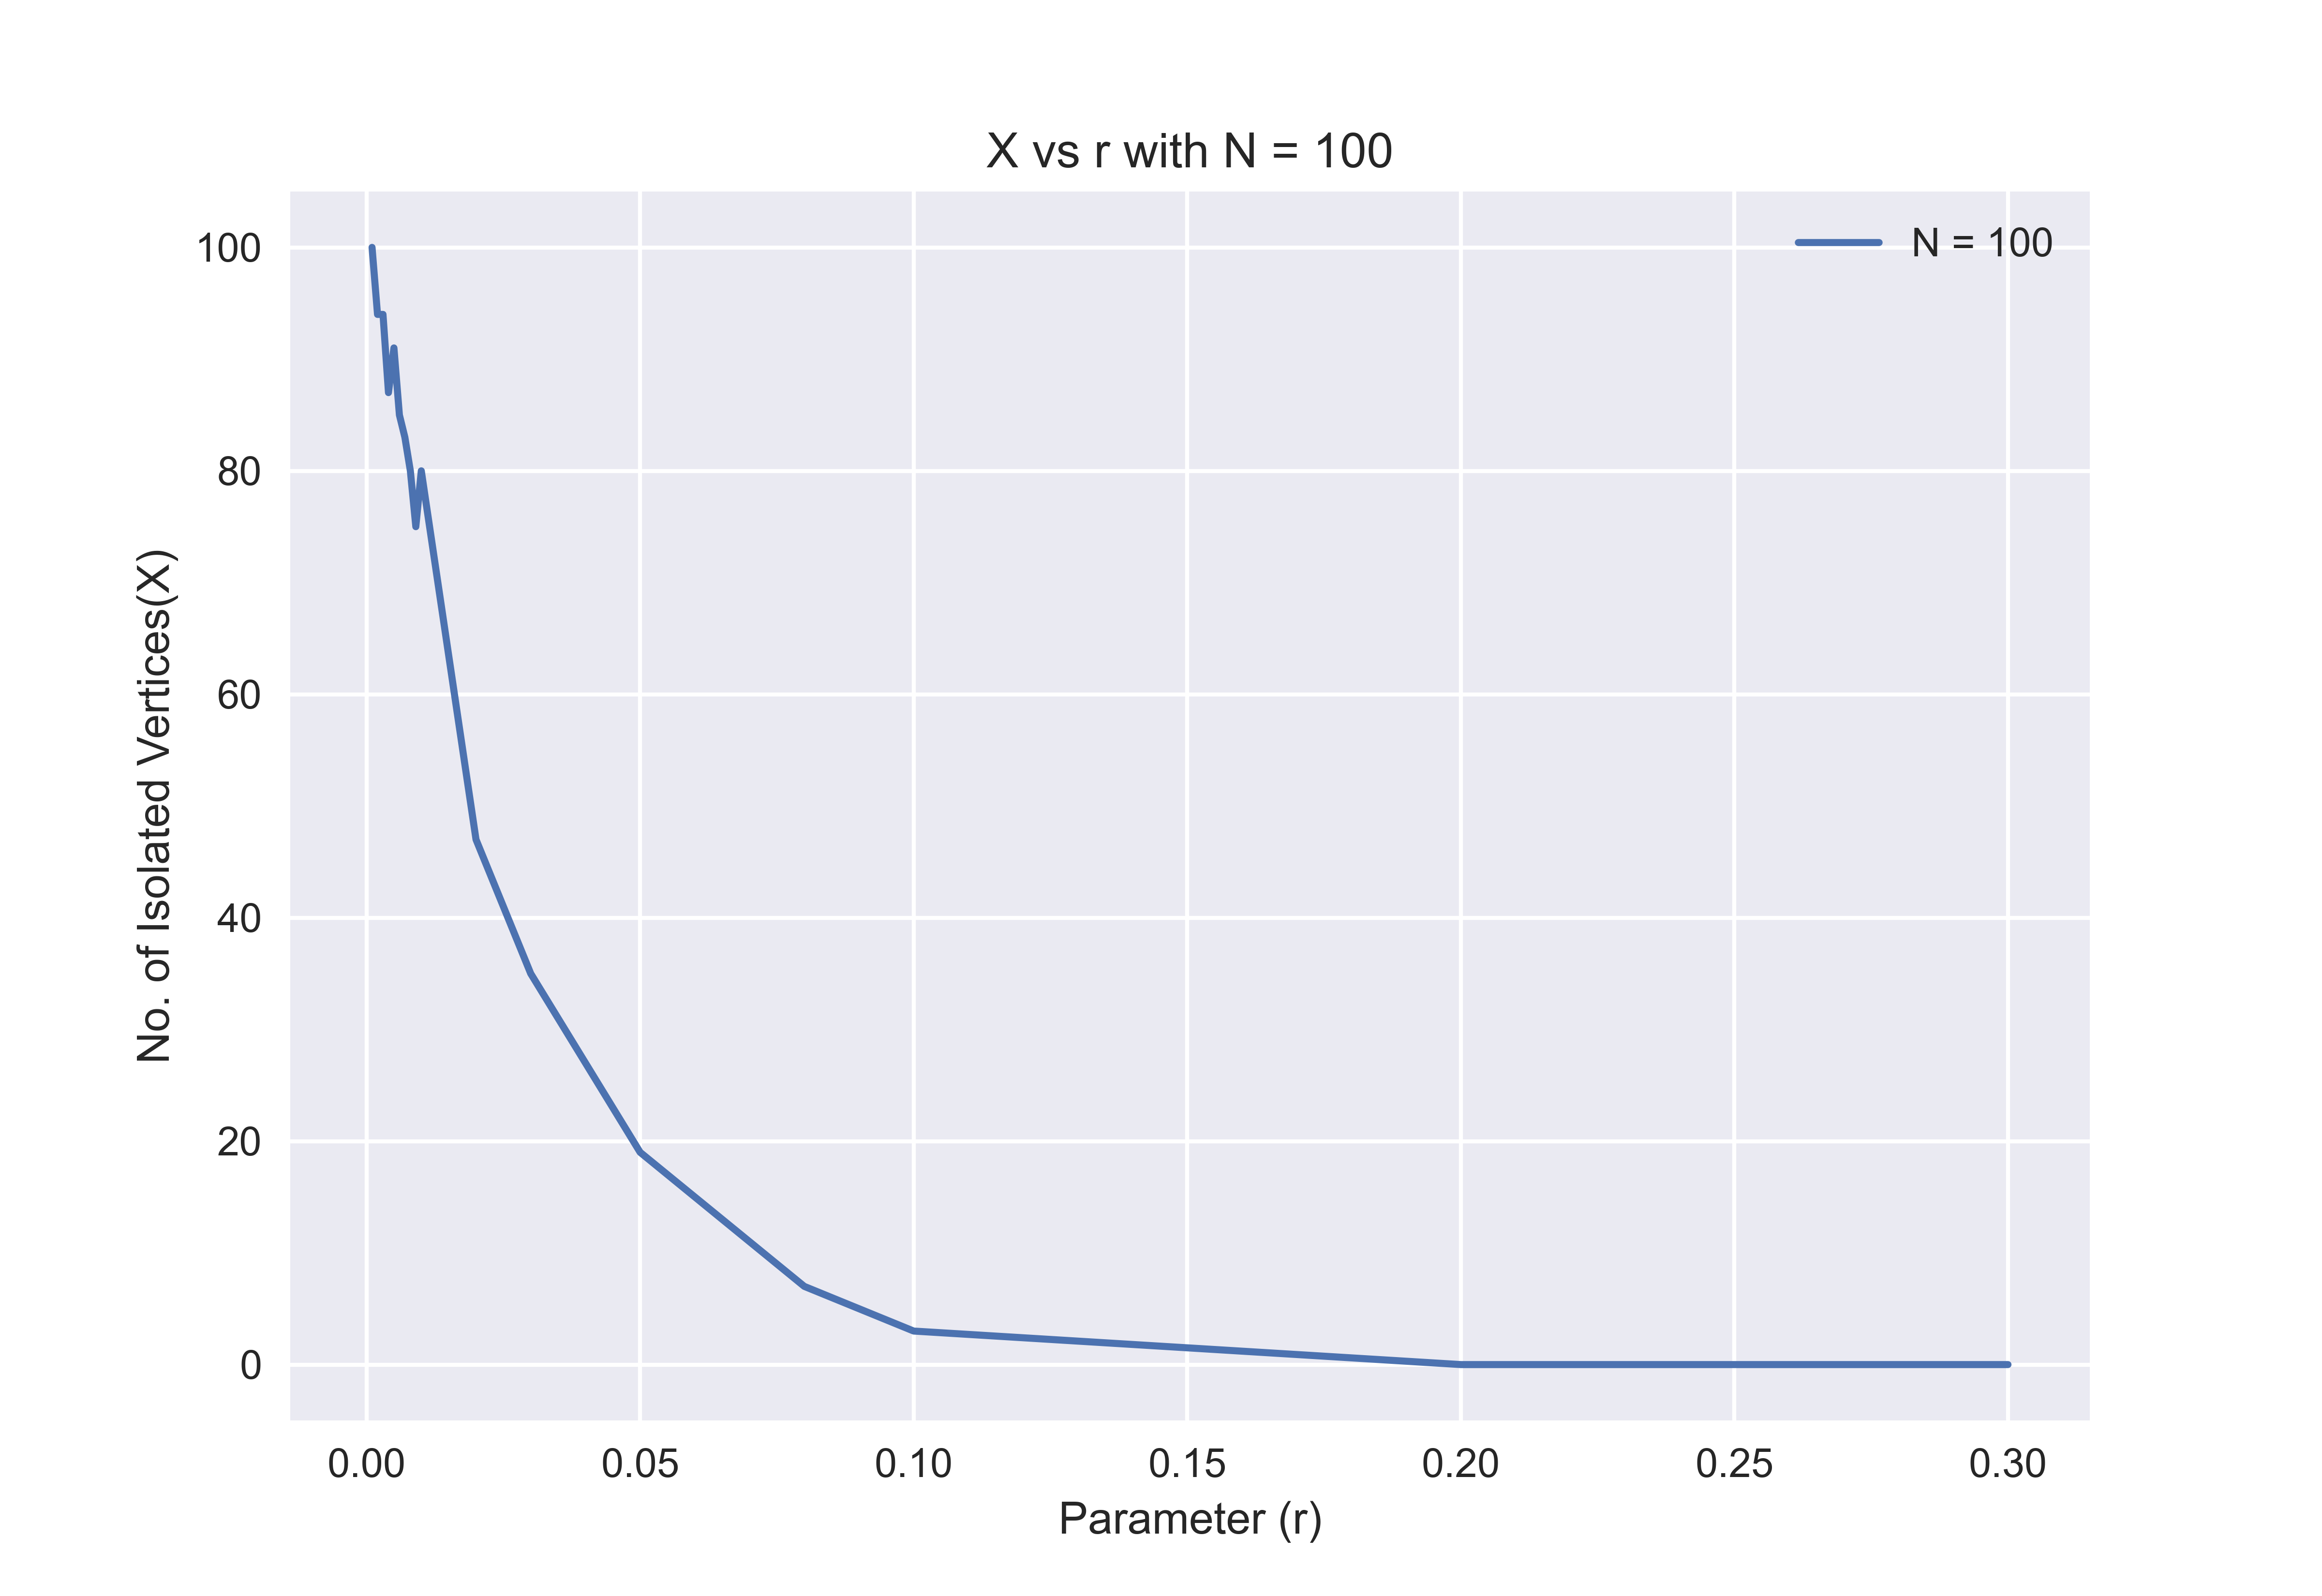 X vs r with N = 100
N = 100
No. of Isolated Vertices(X)
100
80
60
40
20
0
0.00 0.05 0.10 0.15 0.20 0.25 0.30
Parameter (r)